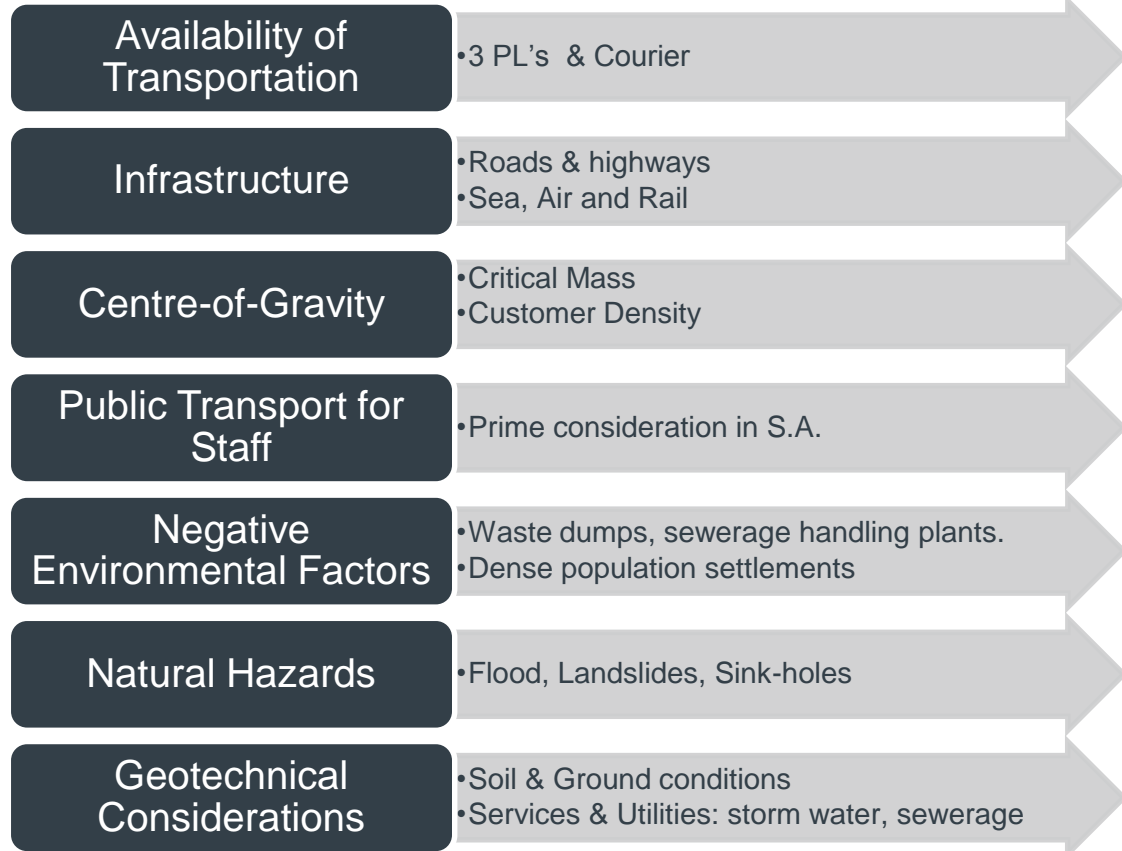 Availability of
Transportation
•3 PL’s & Courier
Infrastructure
•Roads & highways
•Sea, Air and Rail
Centre-of-Gravity
•Critical Mass
•Customer Density
Public Transport for
Staff
•Prime consideration in S.A.
Negative
Environmental Factors
•Waste dumps, sewerage handling plants.
•Dense population settlements
Natural Hazards
•Flood, Landslides, Sink-holes
Geotechnical
Considerations
•Soil & Ground conditions
•Services & Utilities: storm water, sewerage